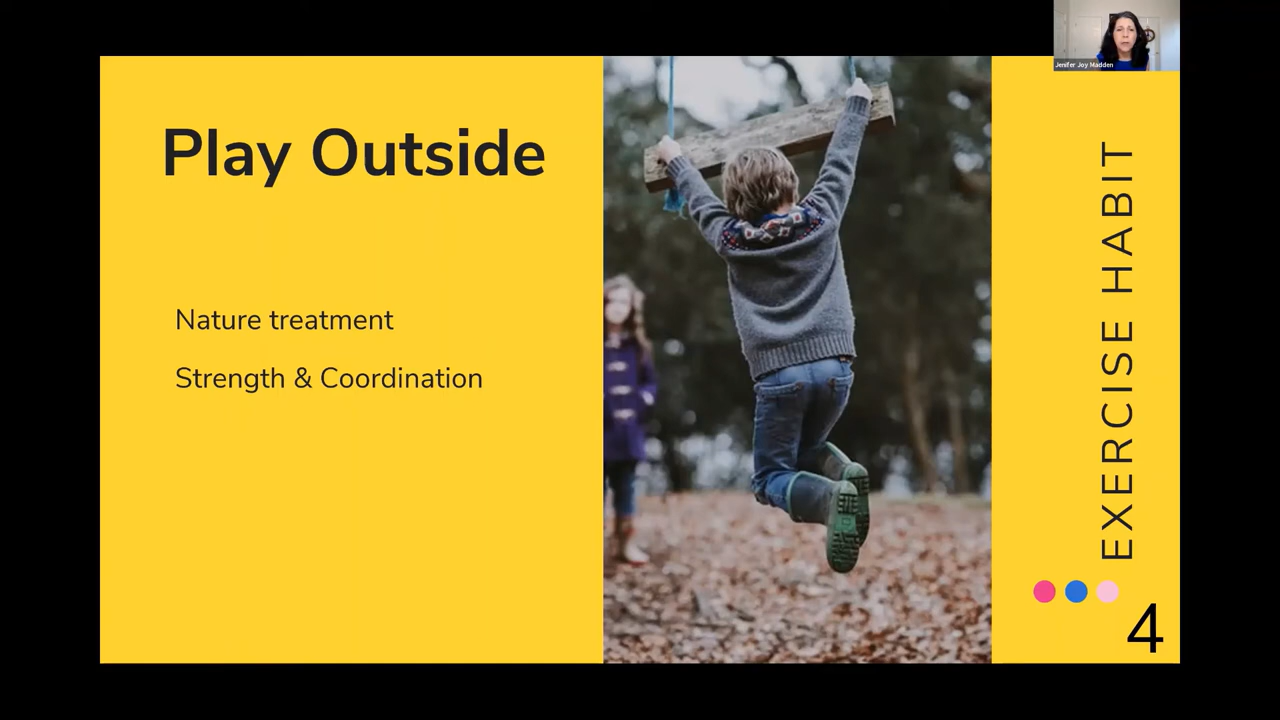 Jenifer Joy Madden
Play Outside
Nature treatment
Strength & Coordination
EXERCISE HABIT
4